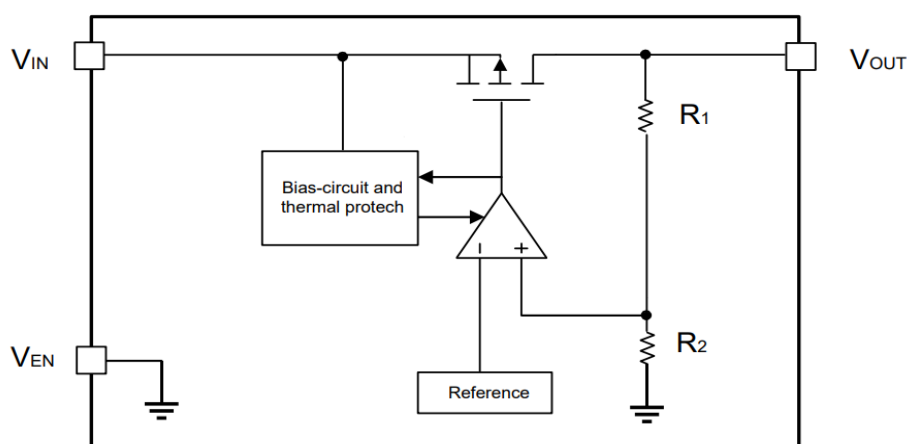 VIN
VOUT
R1
Bias-circuit and
thermal protech
− +
VEN
R2
Reference